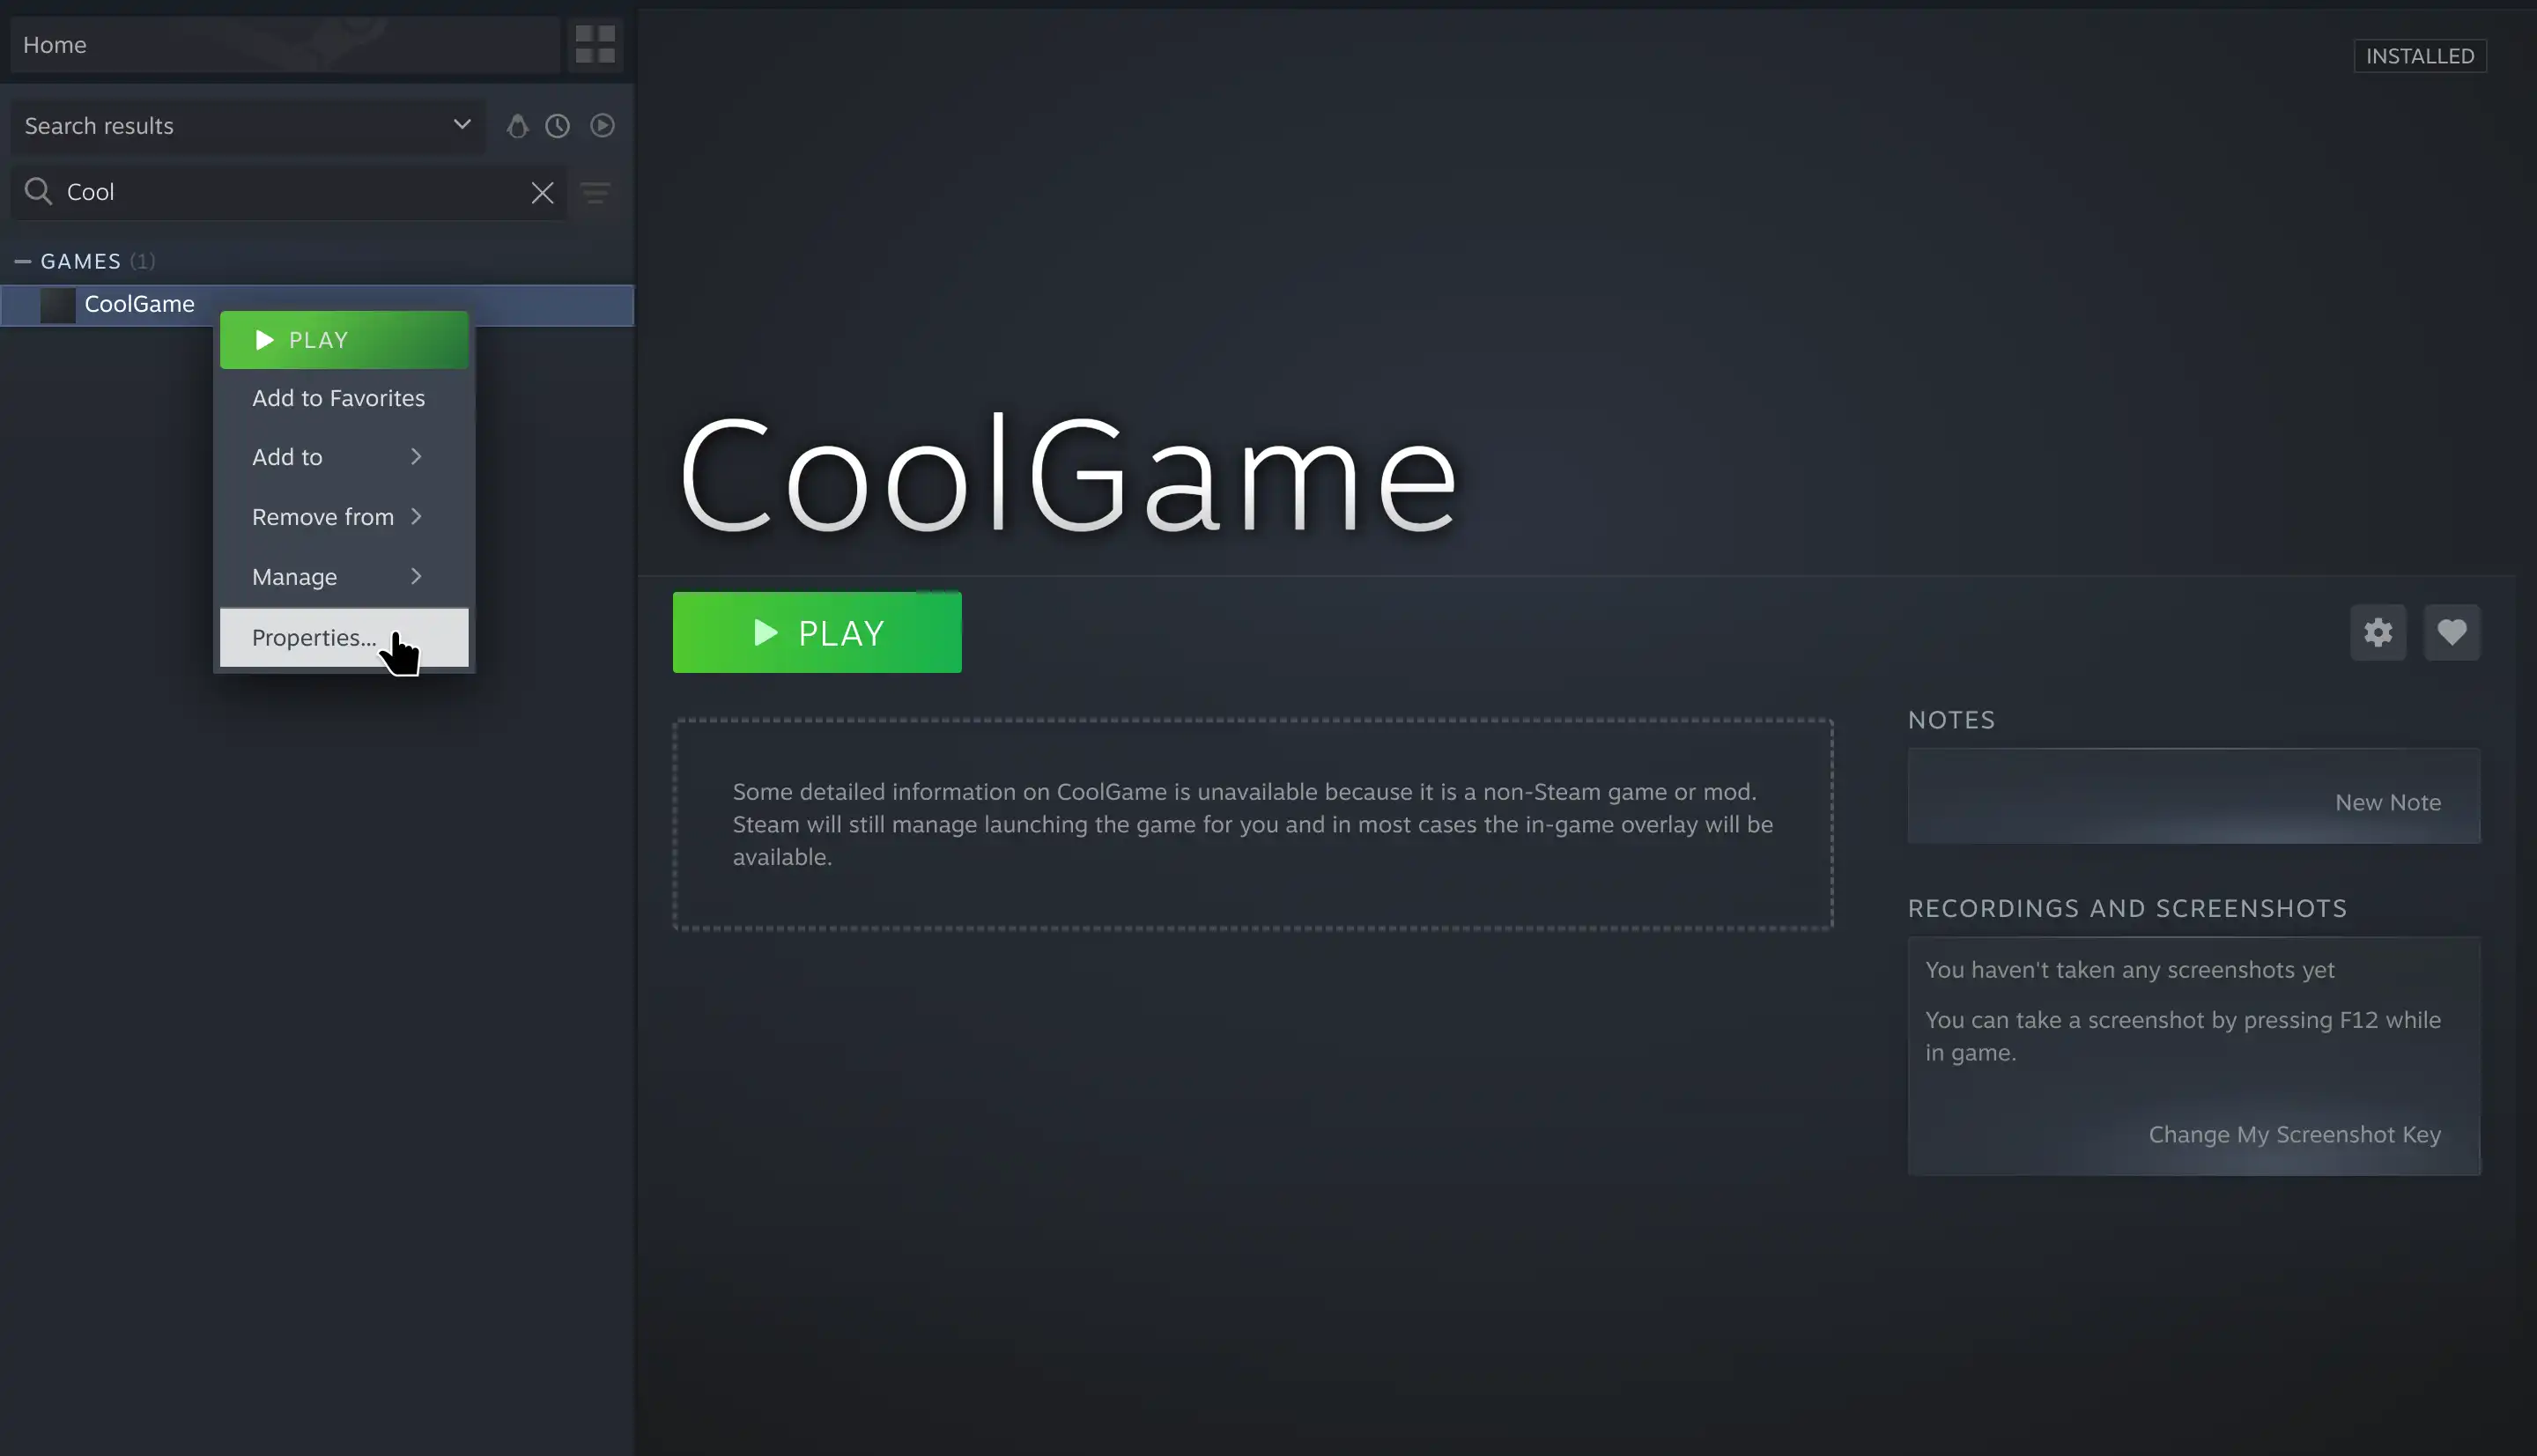 Home
Search results
Cool
GAMES (1)
CoolGame
PLAY
Add to Favorites
Add to
Remove from
Manage
Properties...
INSTALLED
CoolGame
PLAY
Some detailed information on CoolGame is unavailable because it is a non-Steam game or mod.
Steam will still manage launching the game for you and in most cases the in-game overlay will be
available.
NOTES
New Note
RECORDINGS AND SCREENSHOTS
You haven't taken any screenshots yet
You can take a screenshot by pressing F12 while
in game.
Change My Screenshot Key